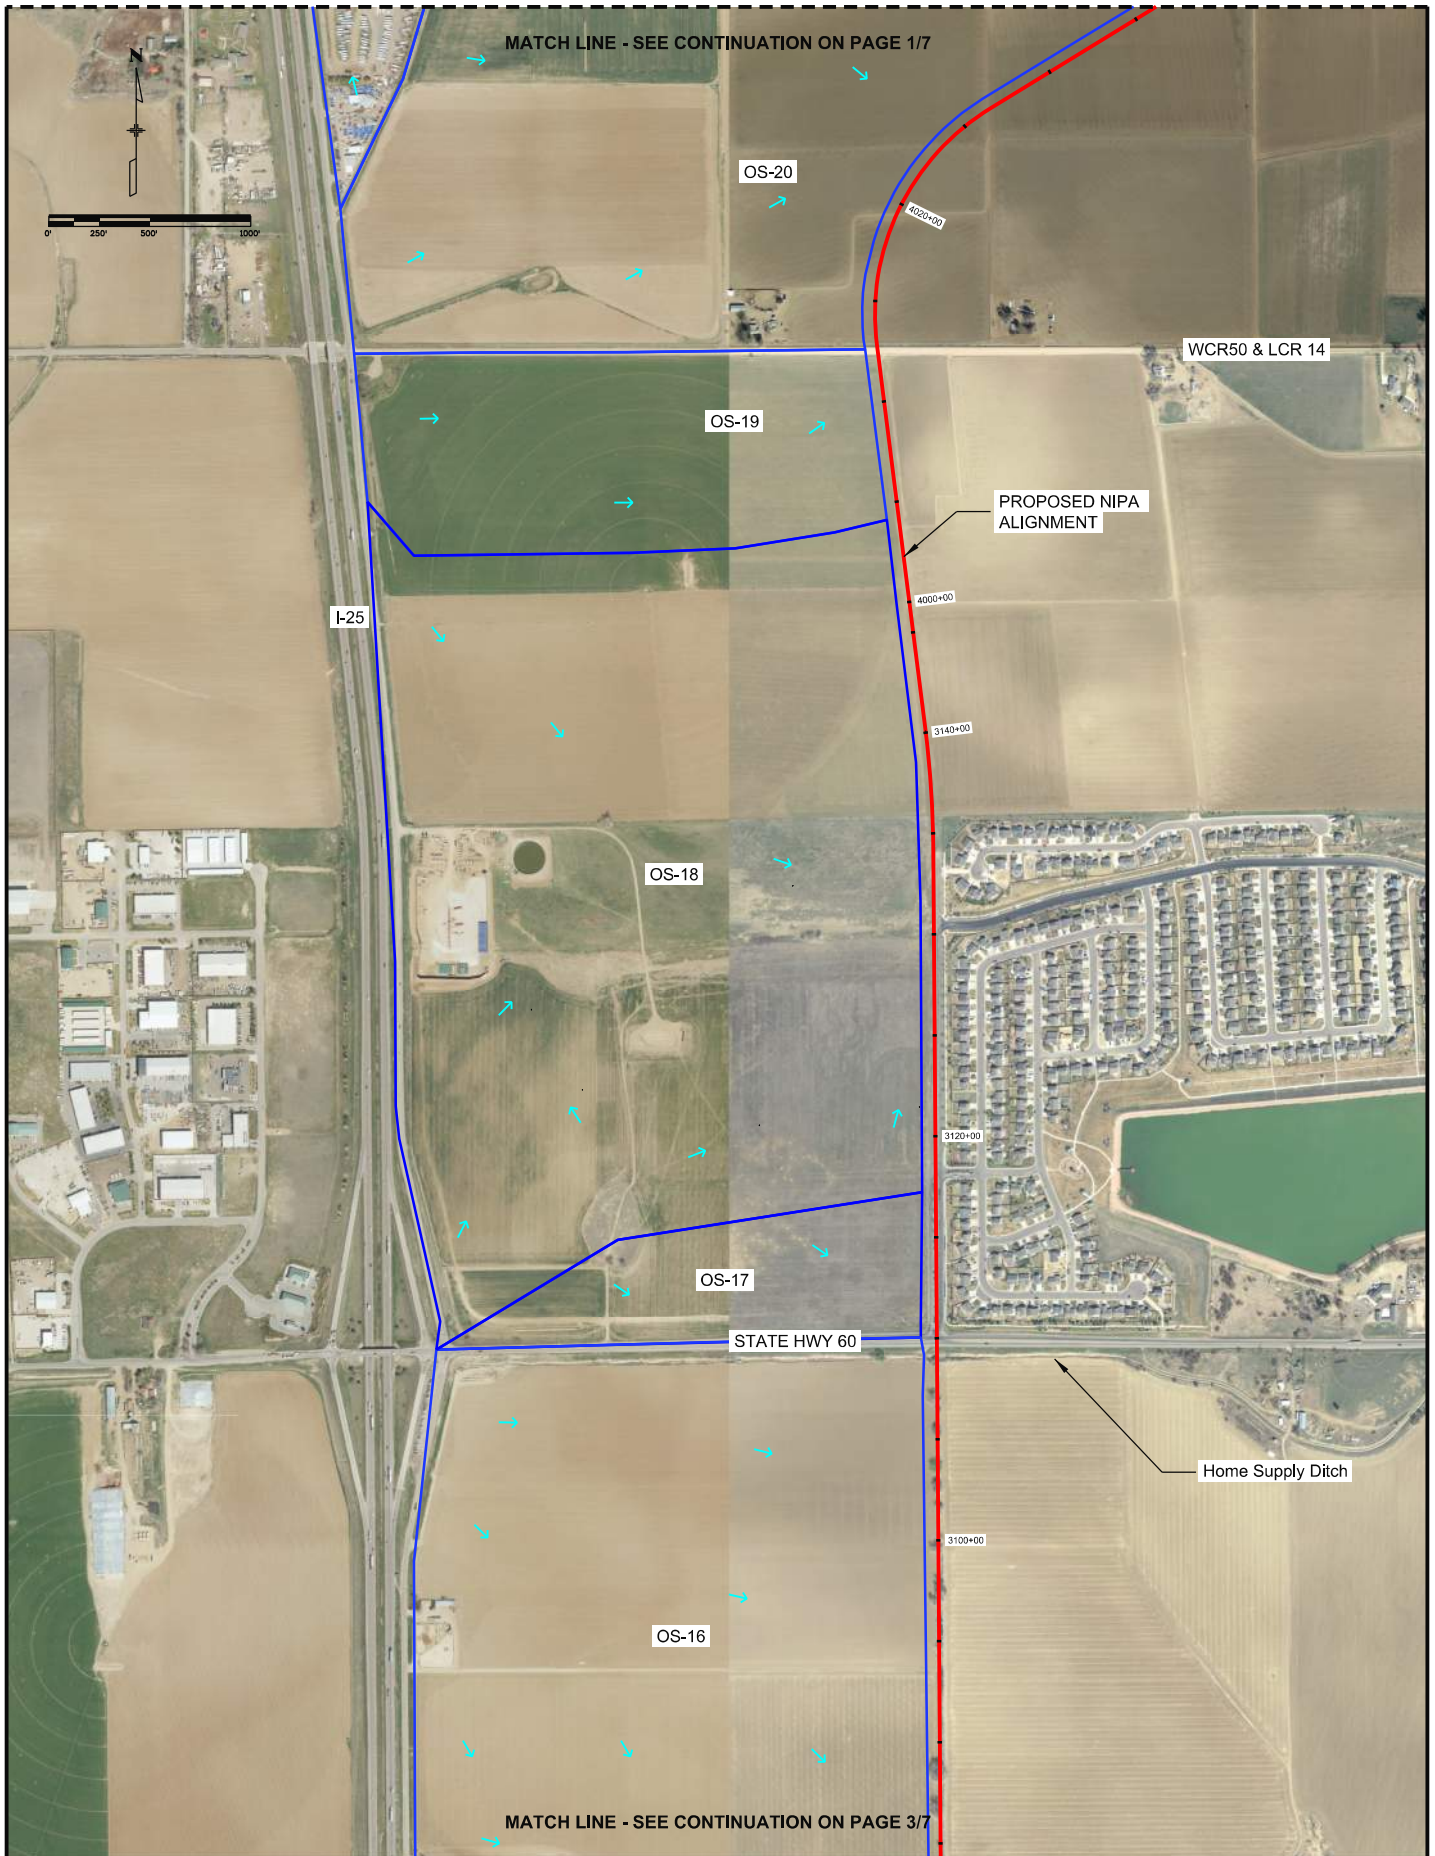 MATCH LINE - SEE CONTINUATION ON PAGE 1/7
N
OS-20
4020+00
0'
250'
500'
1000'
WCR50 & LCR 14
OS-19
PROPOSED NIPA
ALIGNMENT
4000+00
I-25
3140+00
OS-18
3120+00
OS-17
STATE HWY 60
Home Supply Ditch
3100+00
OS-16
MATCH LINE - SEE CONTINUATION ON PAGE 3/7